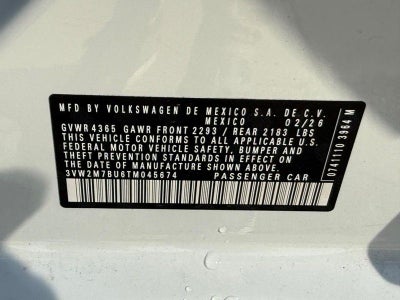 MFD BY VOLKSWAGEN DE MEXICO S.A. DE C.V.
MEXICO 02/26
GVWR 4365 GAWR FRONT 2293 / REAR 2183 LBS
THIS VEHICLE CONFORMS TO ALL APPLICABLE U.S.
FEDERAL MOTOR VEHICLE SAFETY, BUMPER AND
THEFT PREVENTION STANDARDS IN EFFECT ON
THE DATE OF MANUFACTURE SHOWN ABOVE.
3VW2M7BU6TM045674 PASSENGER CAR
0741110 3964 M